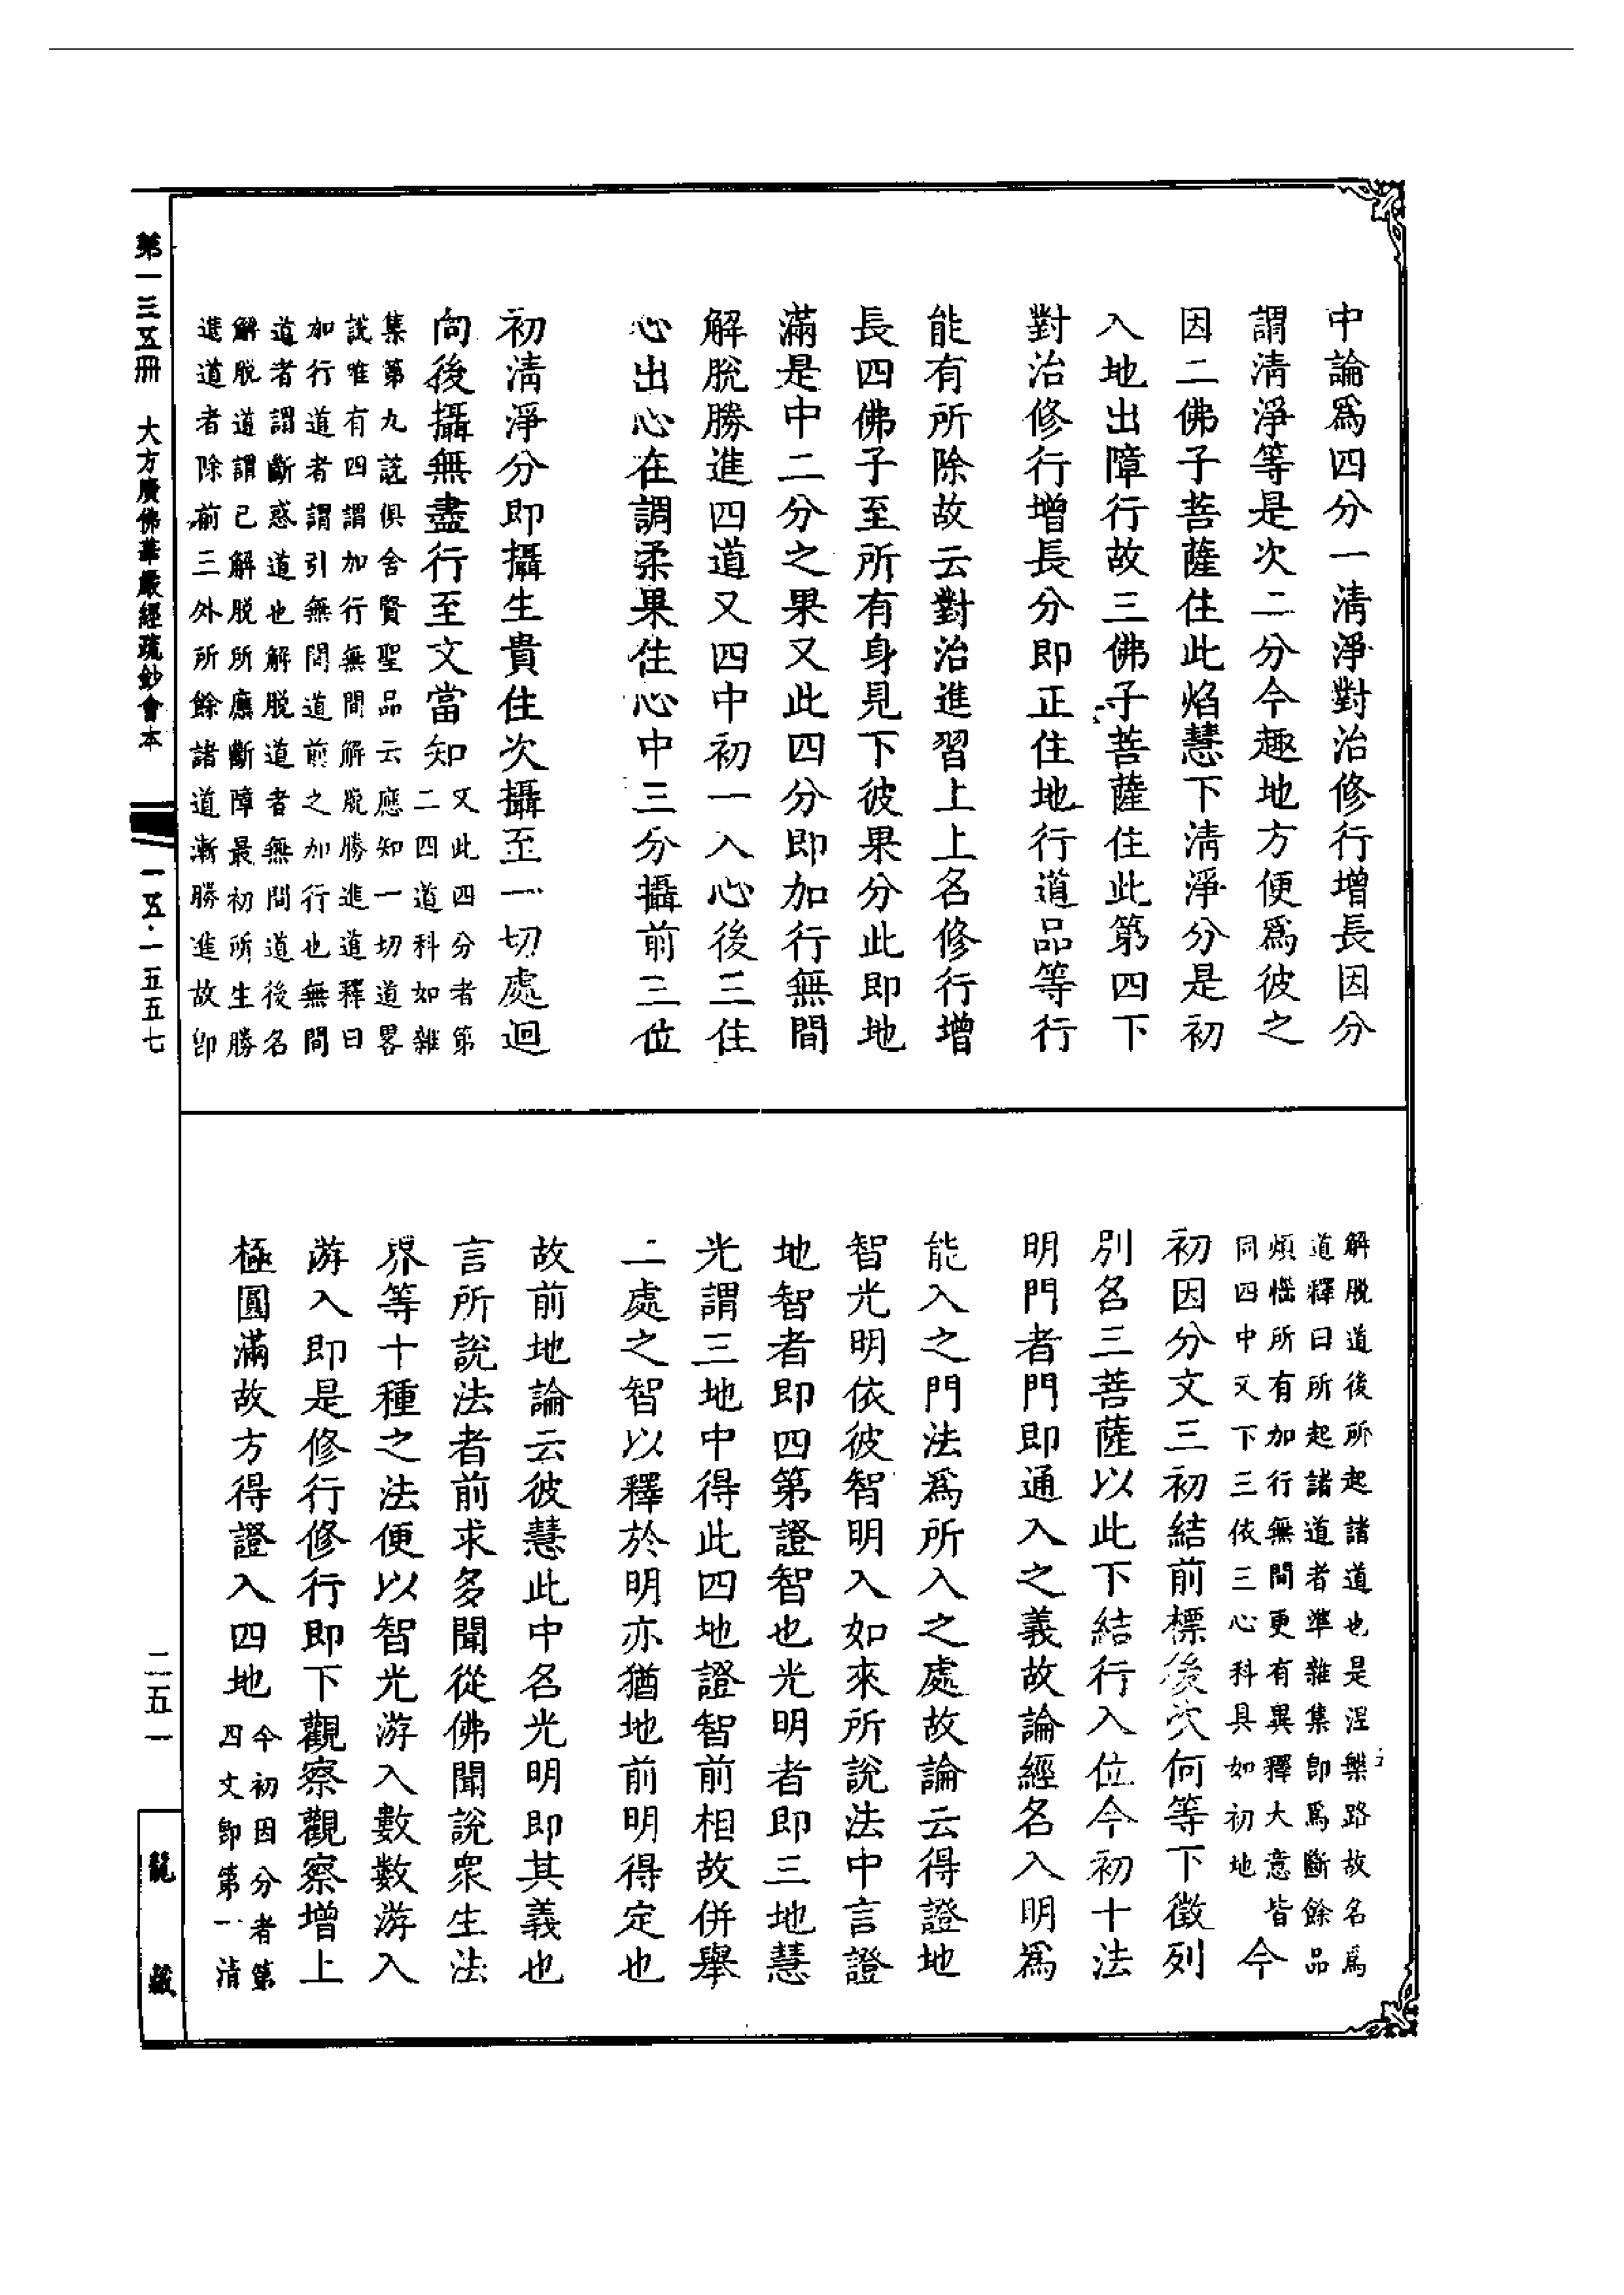 中論爲四分一清淨對治修行增長因分
謂清淨等是次二分今趣地方便爲彼之
因二佛子菩薩住此焰慧下清淨分是初
入地出障行故三佛子菩薩住此第四下
對治修行增長分即正住地行道品等行
能有所除故云對治進習上上名修行增
長四佛子至所有身見下彼果分此即地
滿是中二分之果又此四分即加行無間
解脫勝進四道又四中初一入心後三住
心出心在調柔果住心中三分攝前三位
初清淨分即攝生貴住次攝至一切處迴
向後攝無盡行至文當知
又此四分者第
二四道科如雜
集第九說俱舍賢聖品云應知一切道畧
說唯有四謂加行無間解脫勝進道釋曰
加行道者謂引無間道前之加行也無間
道者謂斷惑道也解脫道者無間道後名
解脫道謂已解脫所應斷障最初所生勝
進道者除前三外所餘諸道漸勝進故卽
解脫道後所起諸道也是涅槃路故名爲
道釋曰所起諸道者準雜集卽爲斷餘品
煩惱所有加行無間更有異釋大意皆
同四中又下三依三心科具如初地
今
初因分文三初結前標後次何等下徵列
別名三菩薩以此下結行入位今初十法
明門者門即通入之義故論經名入明爲
能入之門法爲所入之處故論云得證地
智光明依彼智明入如來所說法中言證
地智者即四第證智也光明者即三地慧
光謂三地中得此四地證智前相故併舉
二處之智以釋於明亦猶地前明得定也
故前地論云彼慧此中名光明即其義也
言所說法者前求多聞從佛聞說衆生法
界等十種之法便以智光游入數數游入
游入即是修行修行即下觀察觀察增上
極圓滿故方得證入四地
今初因分者第
四文卽第一清
第一三五冊 大方廣佛華嚴經疏鈔會本
一五·一五五七
二五一
龍藏